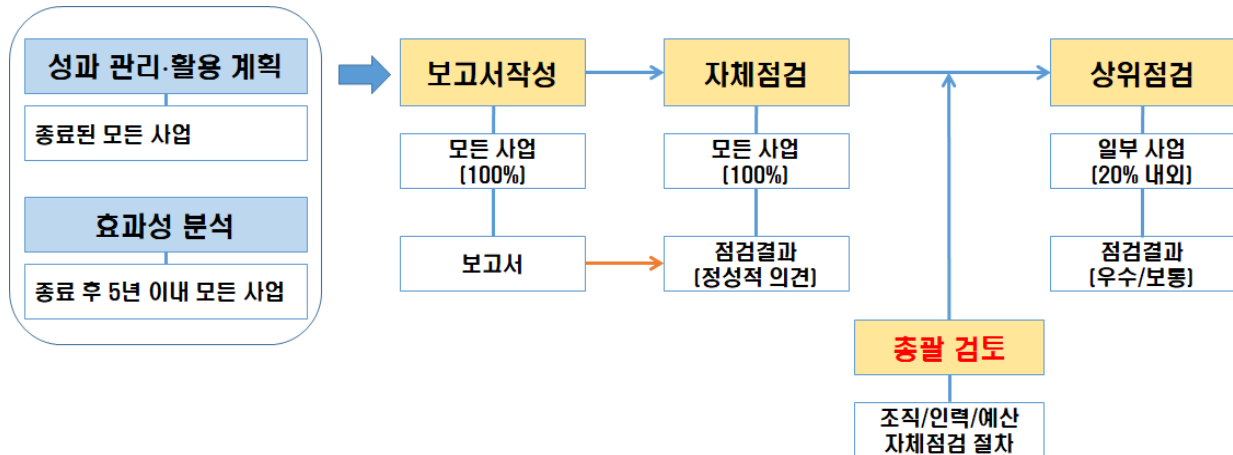 성과 관리·활용 계획
종료된 모든 사업
효과성 분석
종료 후 5년 이내 모든 사업
보고서작성
모든 사업
(100%)
보고서
자체점검
모든 사업
(100%)
점검결과
(정성적 의견)
총괄 검토
조직/인력/예산
자체점검 절차
상위점검
일부 사업
(20% 내외)
점검결과
(우수/보통)